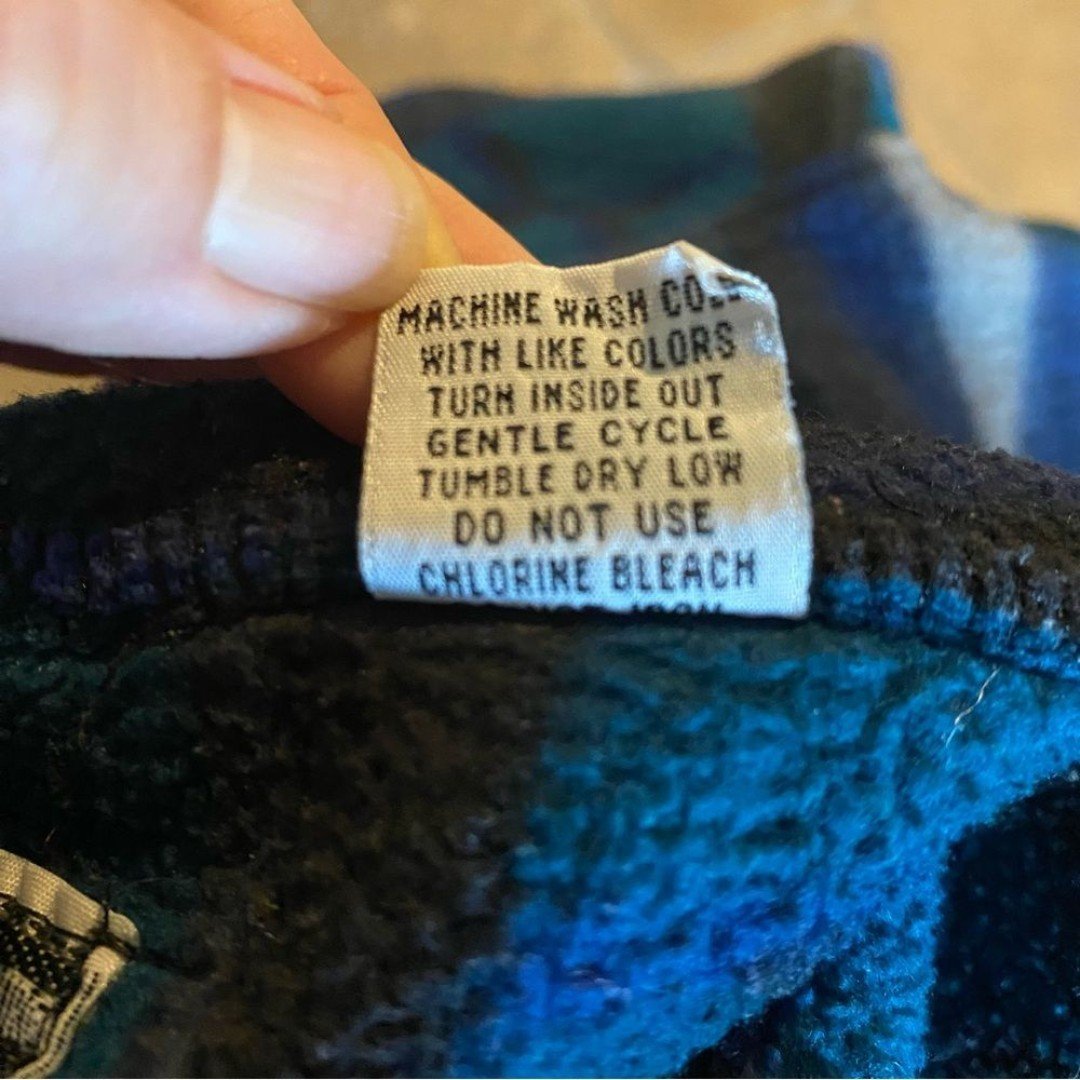 MACHINE WASH COLD
WITH LIKE COLORS
TURN INSIDE OUT
GENTLE CYCLE
TUMBLE DRY LOW
DO NOT USE
CHLORINE BLEACH